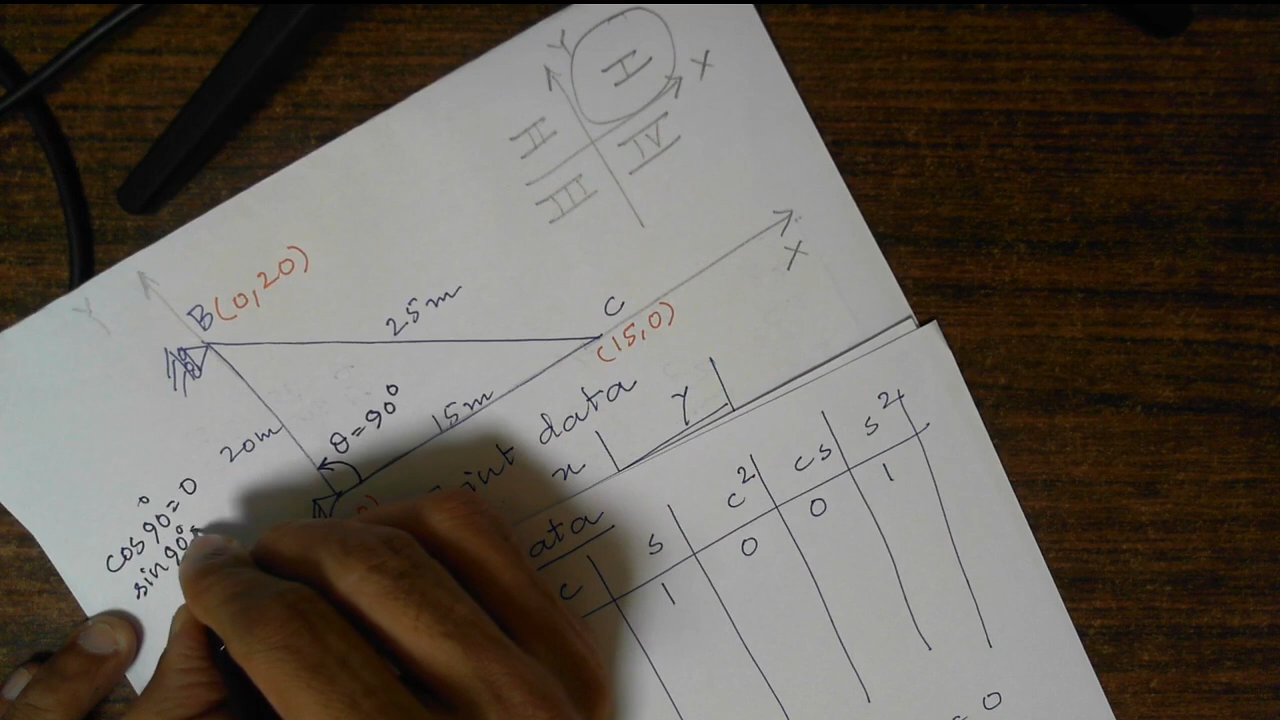 Y
X
II
I
III
IV
Y
X
B(0,20)
25m
C
(15,0)
20m
θ=90°
15m
cos90°=0
sin90°=
data
x
Y
c
s
c²
cs
s²
1
0
0
1
= 0